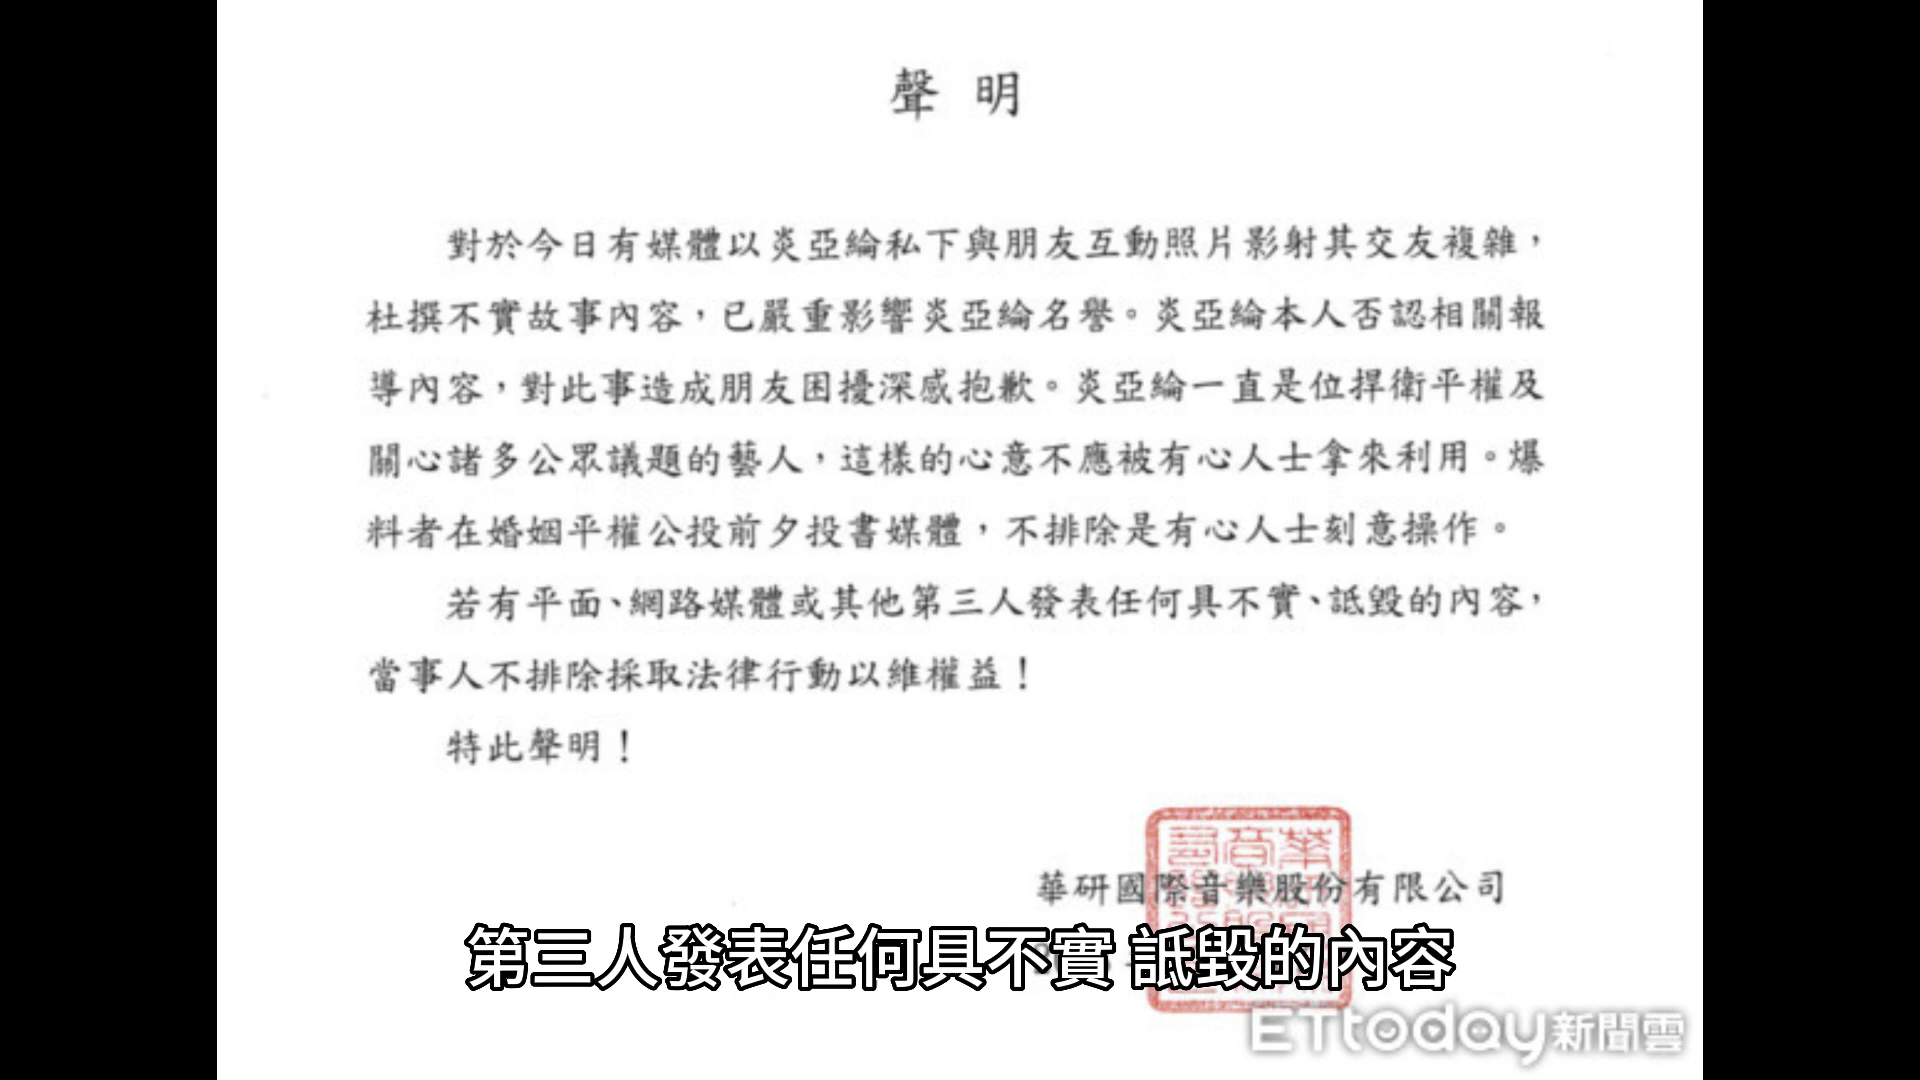 聲明
對於今日有媒體以炎亞綸私下與朋友互動照片影射其交友複雜，
杜撰不實故事內容，已嚴重影響炎亞綸名譽。炎亞綸本人否認相關報
導內容，對此事造成朋友困擾深感抱歉。炎亞綸一直是位捍衛平權及
關心諸多公眾議題的藝人，這樣的心意不應被有心人士拿來利用。爆
料者在婚姻平權公投前夕投書媒體，不排除是有心人士刻意操作。
若有平面、網路媒體或其他第三人發表任何具不實、詆毀的內容，
當事人不排除採取法律行動以維權益！
特此聲明！
華研國際音樂股份有限公司
第三人發表任何具不實 詆毀的內容
ETtoday新聞雲